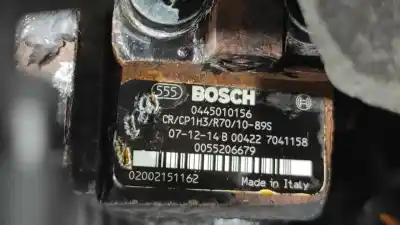 555 BOSCH
0445010156
CR/CP1H3/R70/10-89S
07-12-14 B 00422 7041158
0055206679
02002151162 Made in Italy